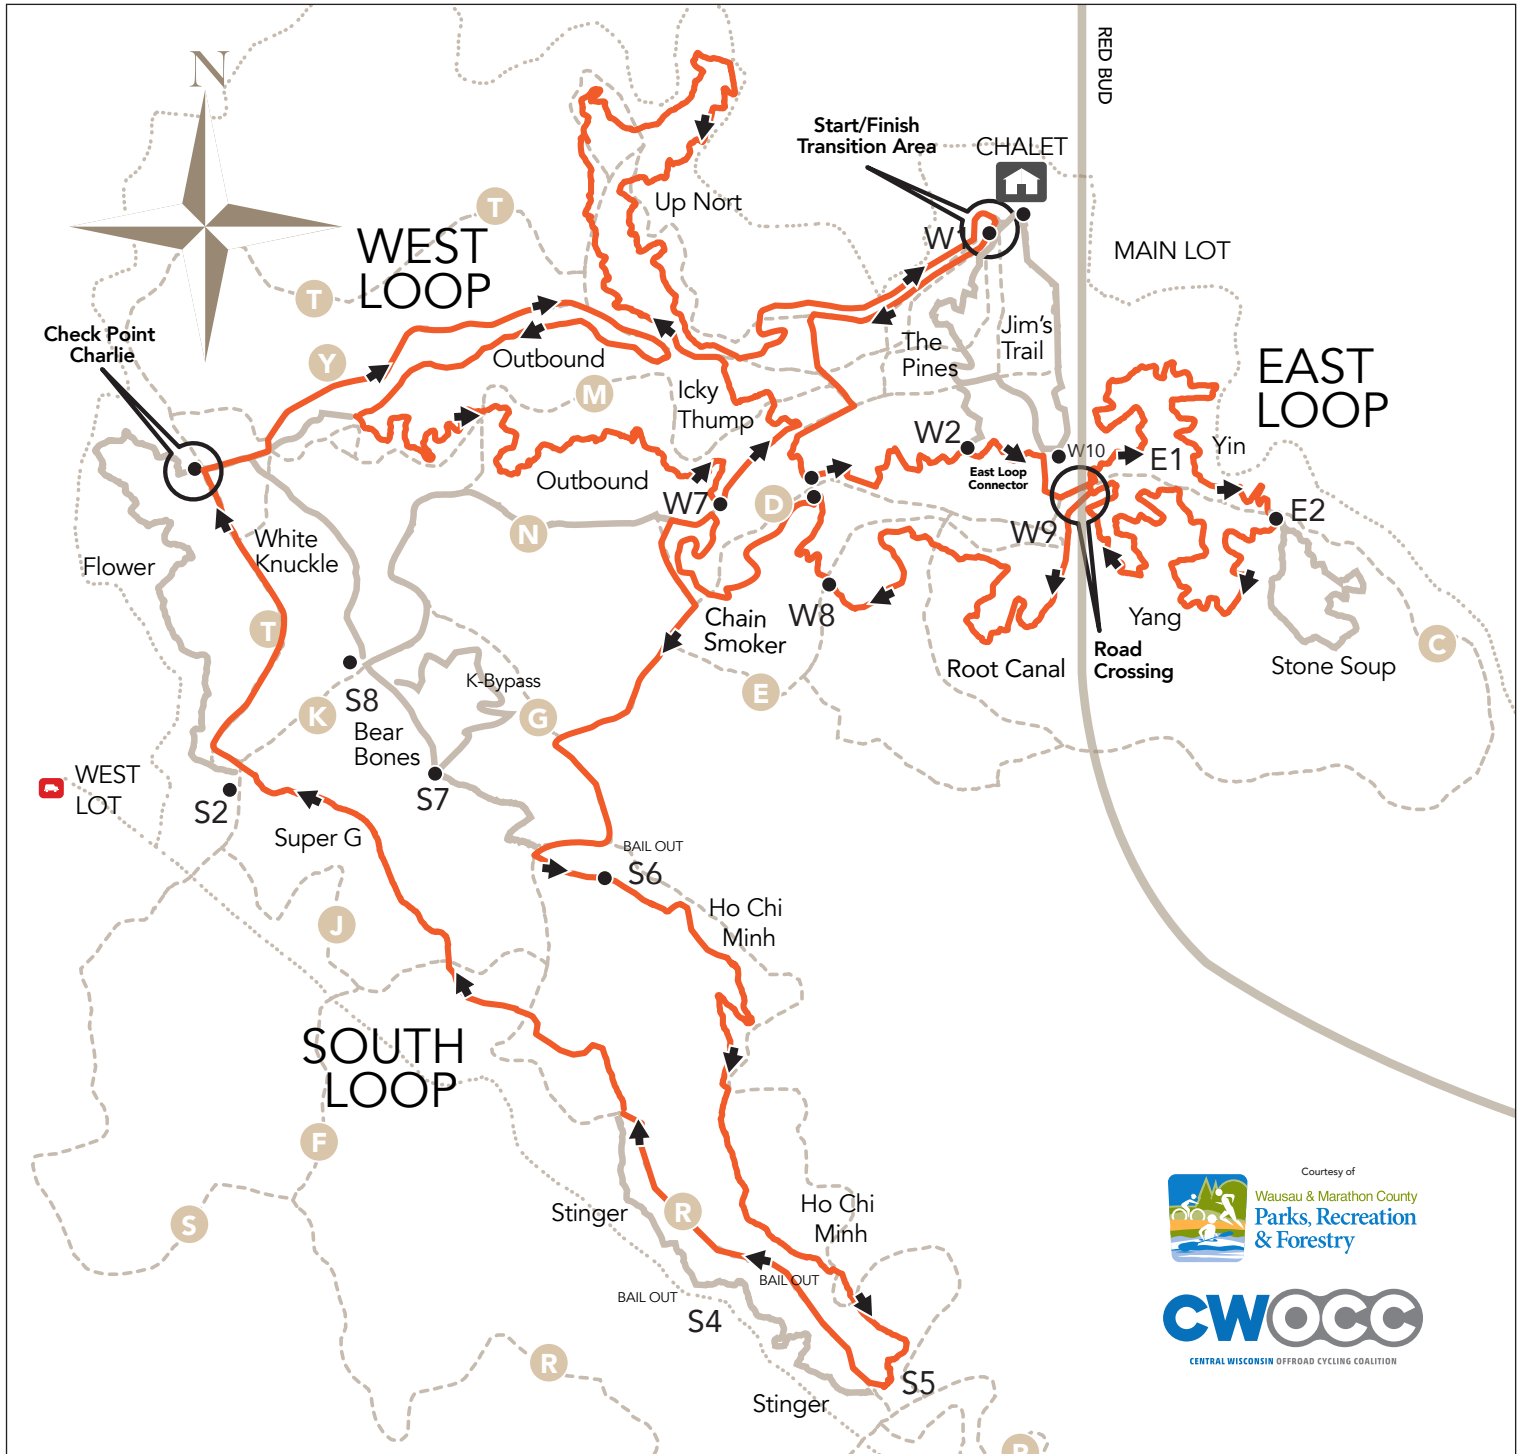 N
RED BUD
Start/Finish
Transition Area
CHALET
T
Up Nort
W1
WEST
LOOP
MAIN LOT
T
Check Point
Charlie
Y
Outbound
M
Icky
Thump
The
Pines
Jim's
Trail
EAST
LOOP
W2
East Loop
Connector
W10
E1
Yin
Outbound
W7
D
E2
N
W9
White
Knuckle
Flower
T
Chain
Smoker
W8
Yang
Root Canal
Road
Crossing
Stone Soup
C
K-Bypass
E
S8
K
G
Bear
Bones
WEST
LOT
S2
S7
Super G
BAIL OUT
S6
Ho Chi
Minh
J
SOUTH
LOOP
F
S
Stinger
R
Ho Chi
Minh
BAIL OUT
BAIL OUT
S4
R
S5
Stinger
Courtesy of
Wausau & Marathon County
Parks, Recreation
& Forestry
CWOCC
CENTRAL WISCONSIN OFFROAD CYCLING COALITION